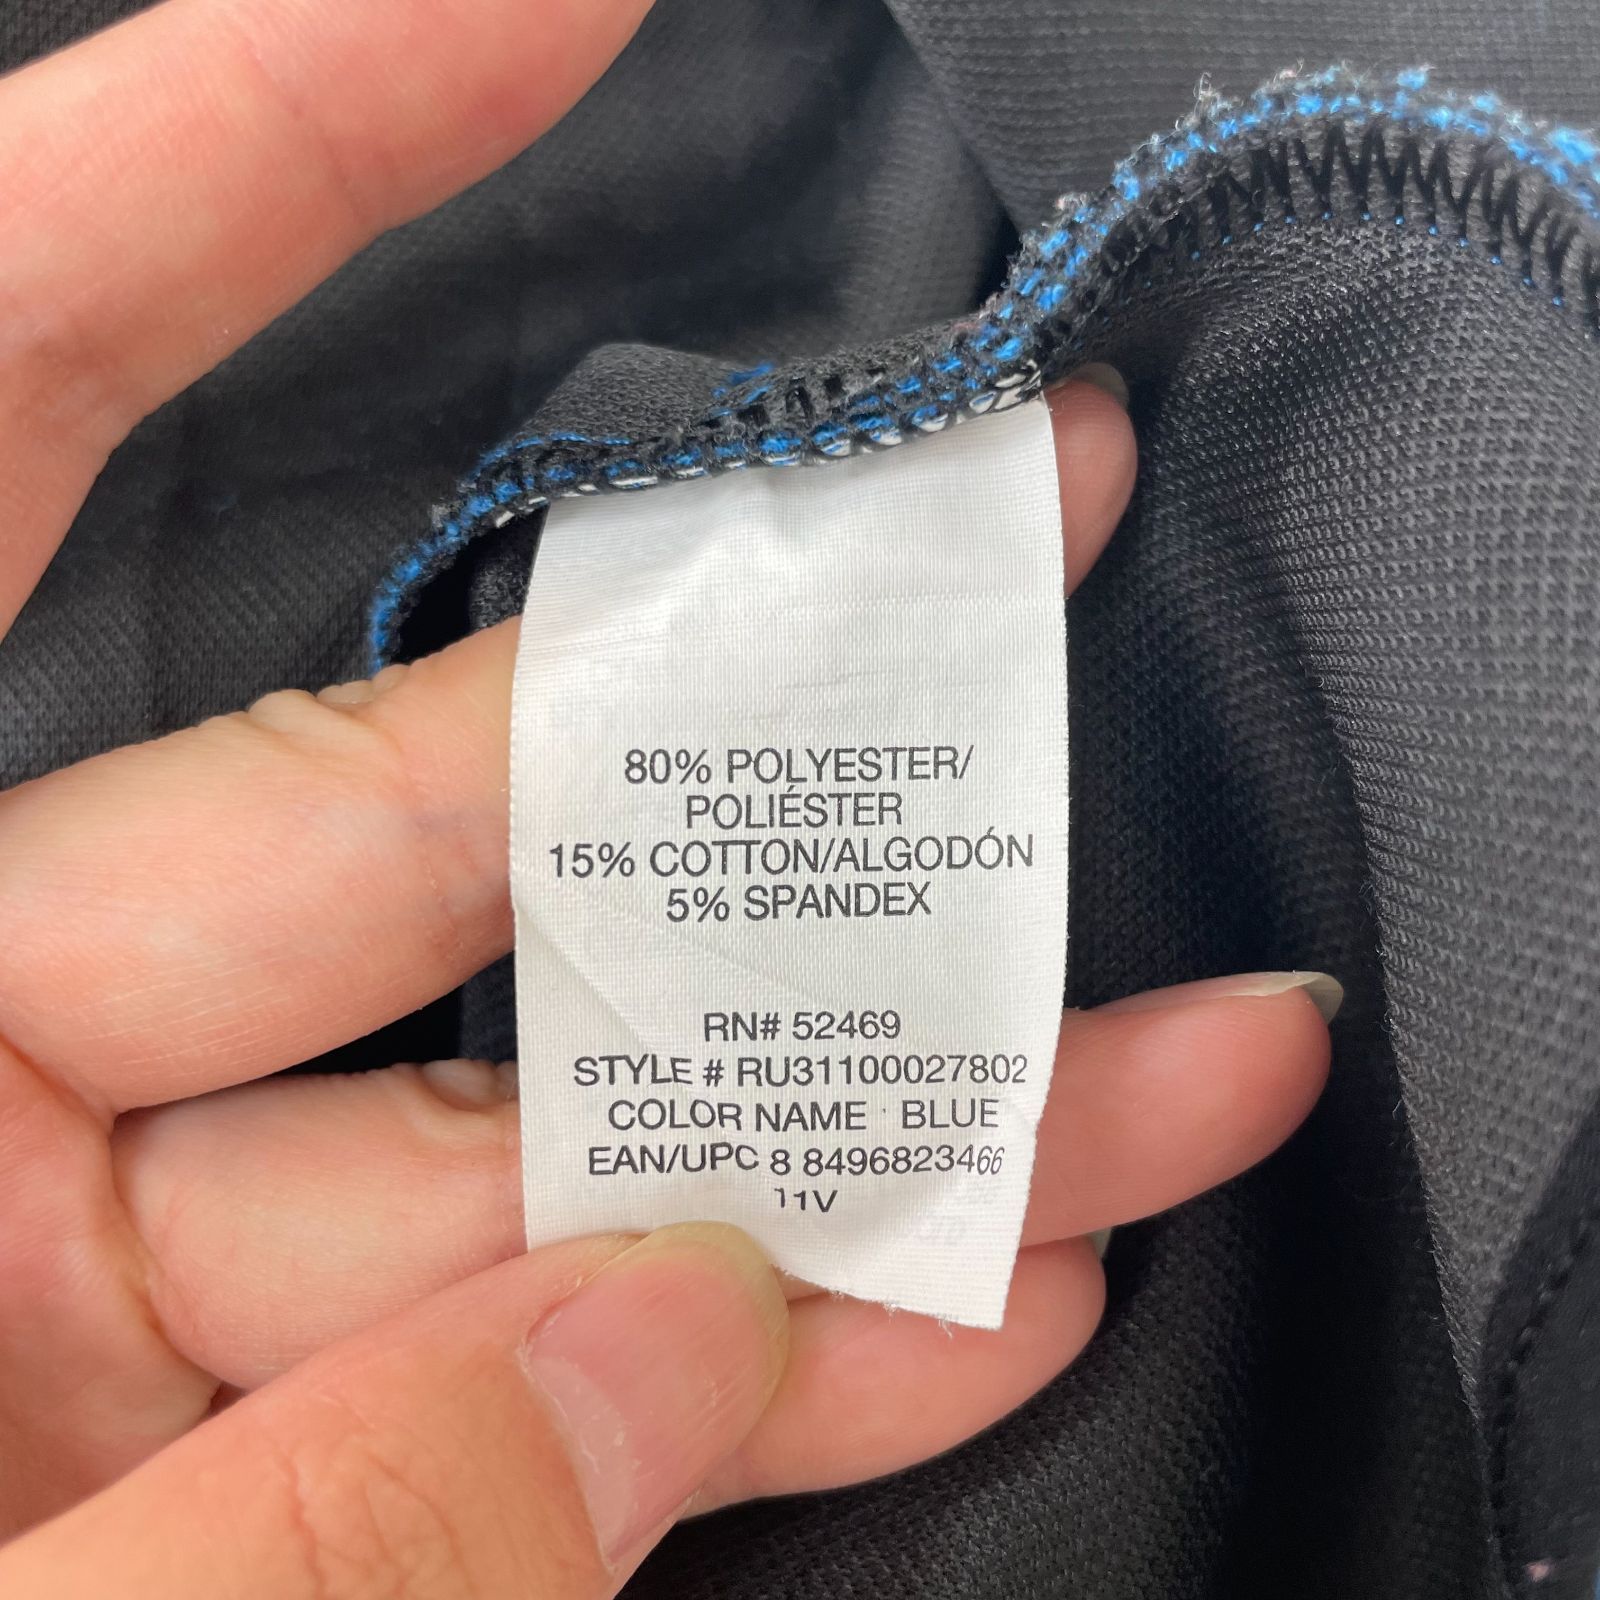 80% POLYESTER/
POLIÉSTER
15% COTTON/ALGODÓN
5% SPANDEX
RN# 52469
STYLE # RU31100027802
COLOR NAME BLUE
EAN/UPC 8 8496823466
11V